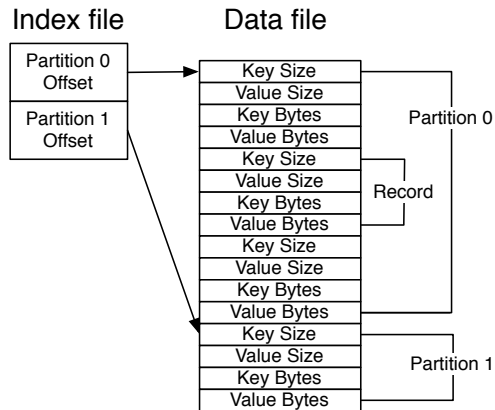 Index file
Data file
Partition 0
Offset
Partition 1
Offset
Key Size
Value Size
Key Bytes
Value Bytes
Key Size
Value Size
Key Bytes
Value Bytes
Key Size
Value Size
Key Bytes
Value Bytes
Key Size
Value Size
Key Bytes
Value Bytes
Partition 0
Record
Partition 1